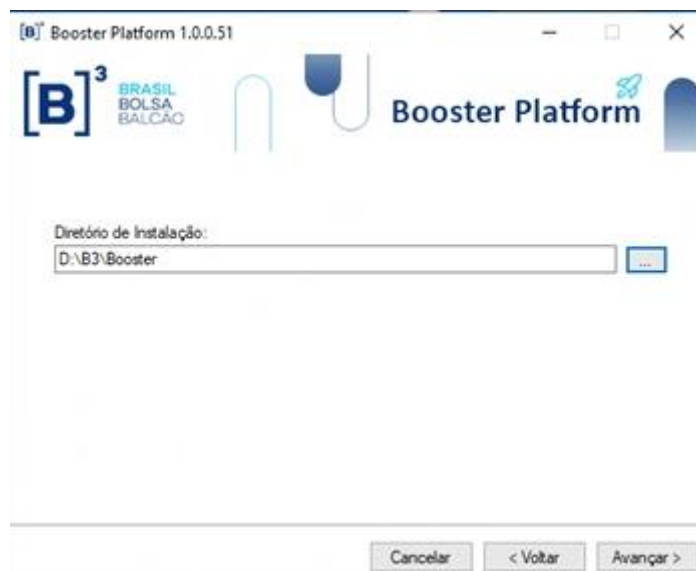 [B]³ Booster Platform 1.0.0.51
[B]³ BRASIL
BOLSA
BALCÃO
Booster Platform
Diretório de Instalação:
D:\B3\Booster
...
Cancelar
< Voltar
Avançar >